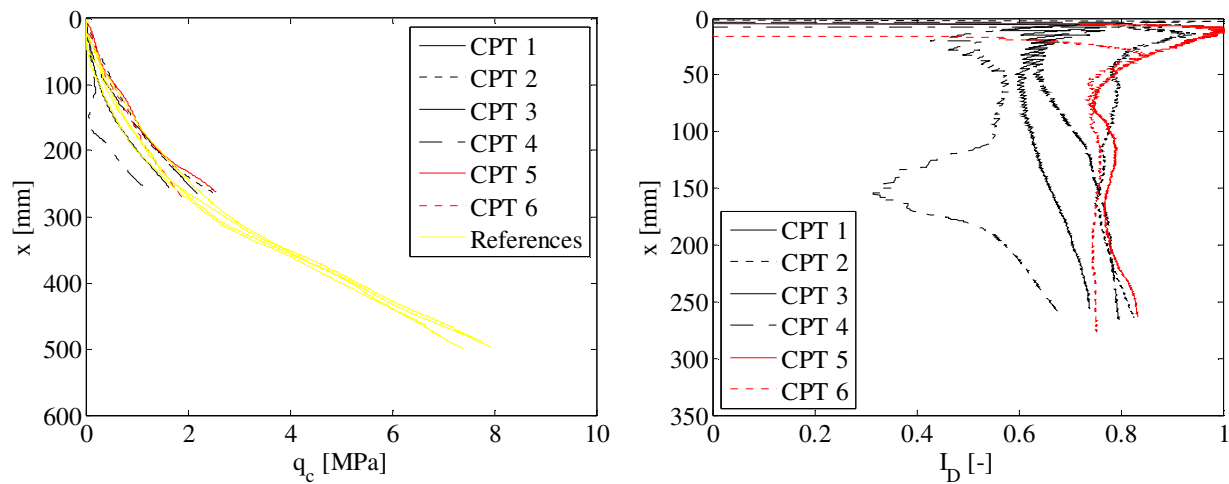 0
100
200
300
400
500
600
x [mm]
0 2 4 6 8 10
q_c [MPa]
CPT 1
CPT 2
CPT 3
CPT 4
CPT 5
CPT 6
References
0
50
100
150
200
250
300
350
x [mm]
0 0.2 0.4 0.6 0.8 1
I_D [-]
CPT 1
CPT 2
CPT 3
CPT 4
CPT 5
CPT 6